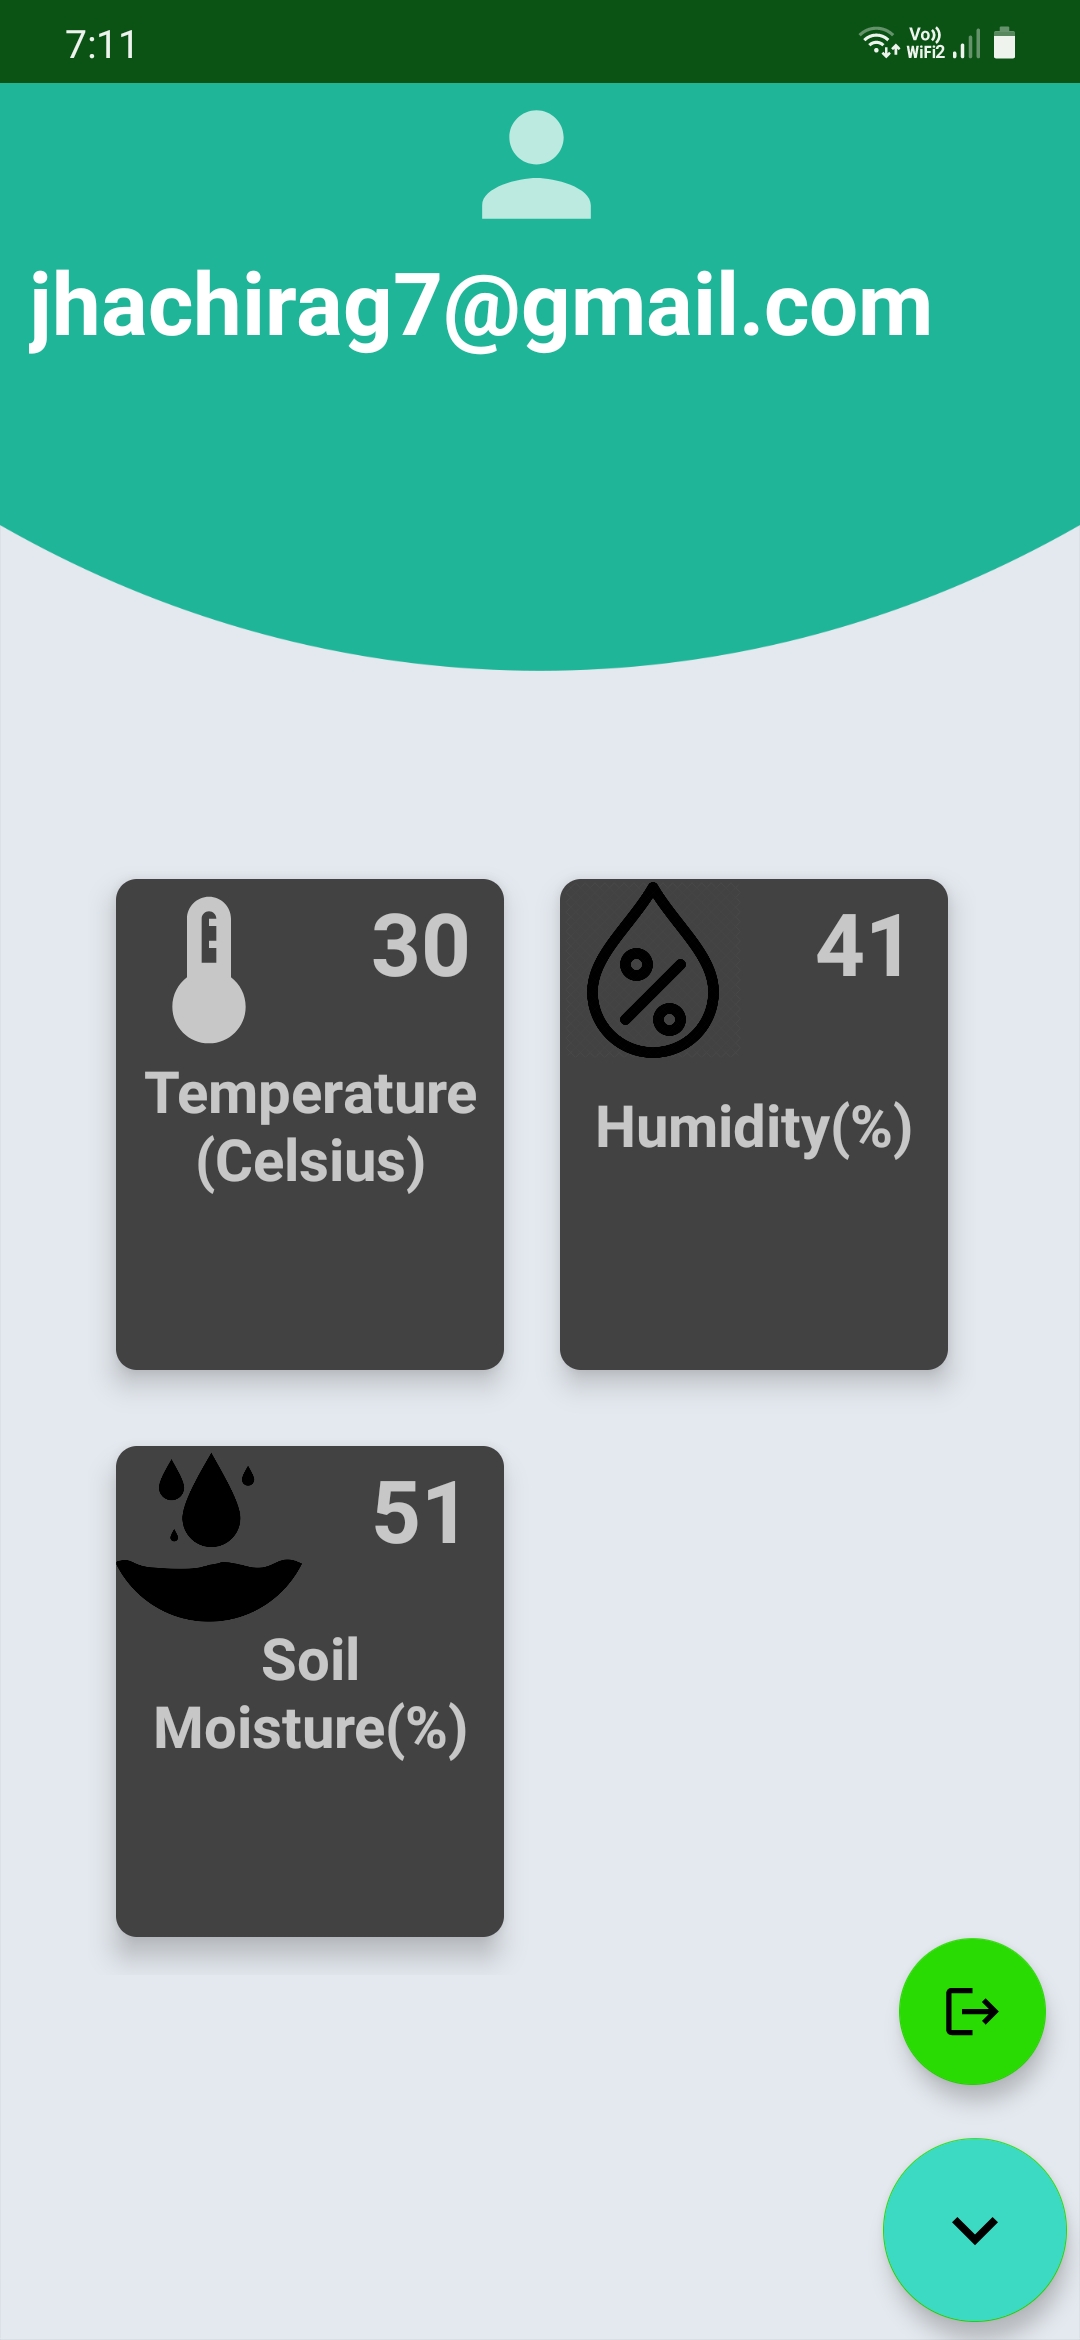 7:11
Vo))
WiFi2
jhachirag7@gmail.com
30
Temperature
(Celsius)
41
Humidity(%)
51
Soil
Moisture(%)